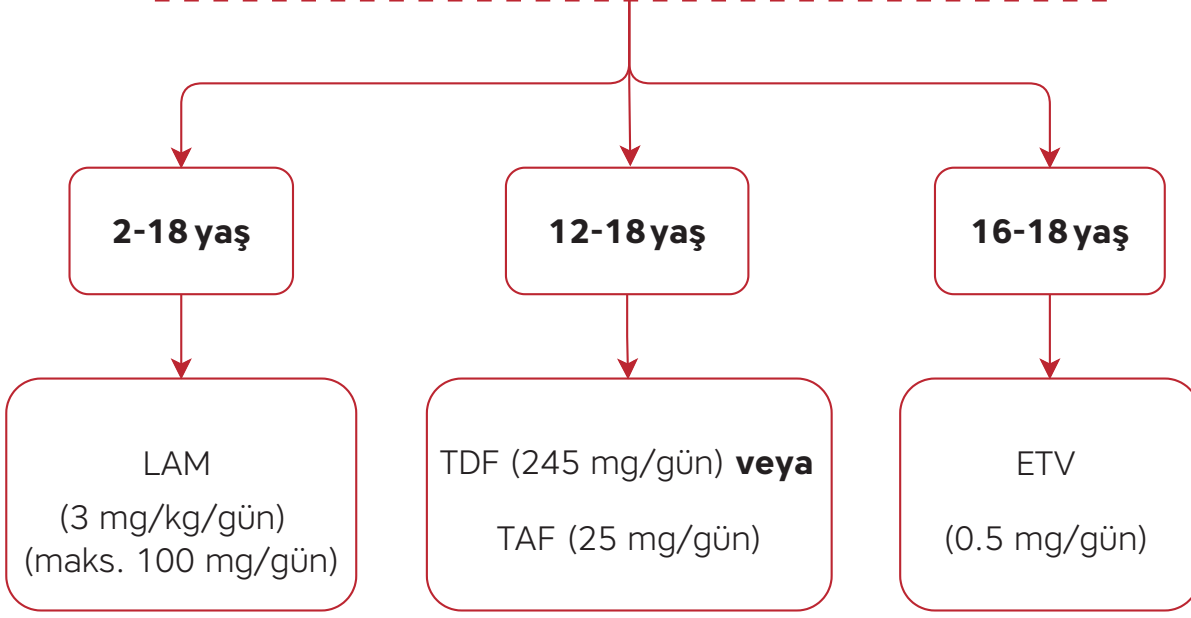 2-18 yaş
12-18 yaş
16-18 yaş
LAM
(3 mg/kg/gün)
(maks. 100 mg/gün)
TDF (245 mg/gün) veya
TAF (25 mg/gün)
ETV
(0.5 mg/gün)